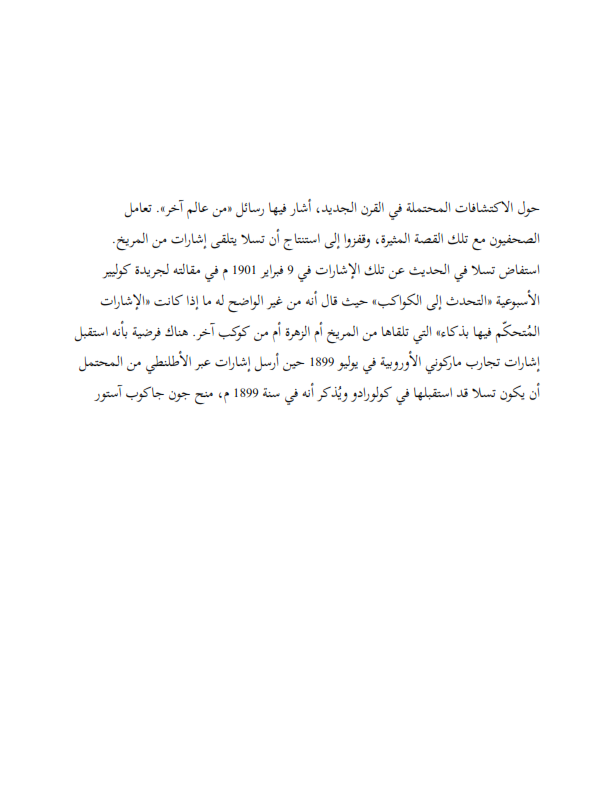 حول الاكتشافات المحتملة في القرن الجديد، أشار فيها رسائل «من عالم آخر». تعامل
الصحفيون مع تلك القصة المثيرة، وقفزوا إلى استنتاج أن تسلا يتلقى إشارات من المريخ.
استفاض تسلا في الحديث عن تلك الإشارات في 9 فبراير 1901 م في مقالته لجريدة كوليير
الأسبوعية «التحدث إلى الكواكب» حيث قال أنه من غير الواضح له ما إذا كانت «الإشارات
المُتحكّم فيها بذكاء» التي تلقاها من المريخ أم الزهرة أم من كوكب آخر. هناك فرضية بأنه استقبل
إشارات تجارب ماركوني الأوروبية في يوليو 1899 حين أرسل إشارات عبر الأطلنطي من المحتمل
أن يكون تسلا قد استقبلها في كولورادو ويُذكر أنه في سنة 1899 م، منح جون جاكوب آستور